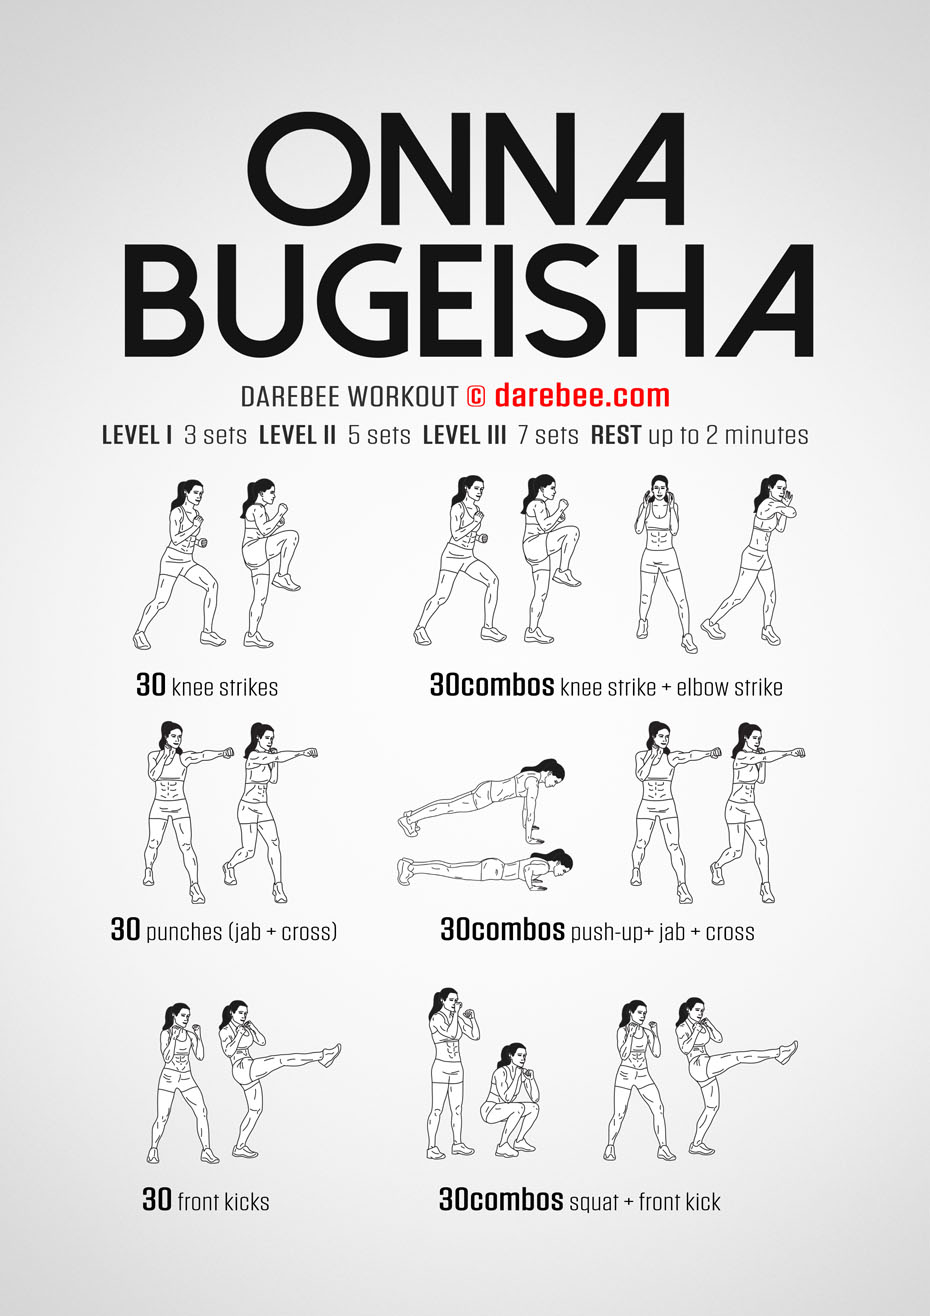 ONNA
BUGEISHA
DAREBEE WORKOUT © darebee.com
LEVEL I 3 sets LEVEL II 5 sets LEVEL III 7 sets REST up to 2 minutes
30 knee strikes
30combos knee strike + elbow strike
30 punches (jab + cross)
30combos push-up+ jab + cross
30 front kicks
30combos squat + front kick